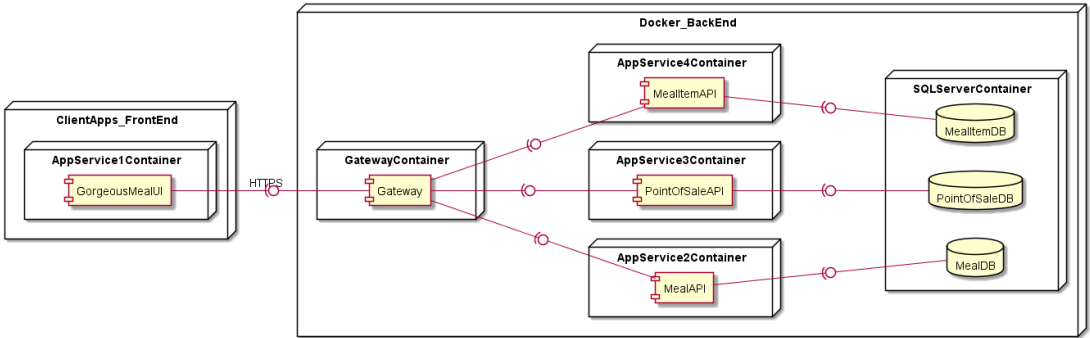 Docker_BackEnd
AppService4Container
MealItemAPI
SQLServerContainer
MealItemDB
ClientApps_FrontEnd
AppService1Container
GorgeousMealUI
HTTPS
GatewayContainer
Gateway
AppService3Container
PointOfSaleAPI
PointOfSaleDB
AppService2Container
MealAPI
MealDB